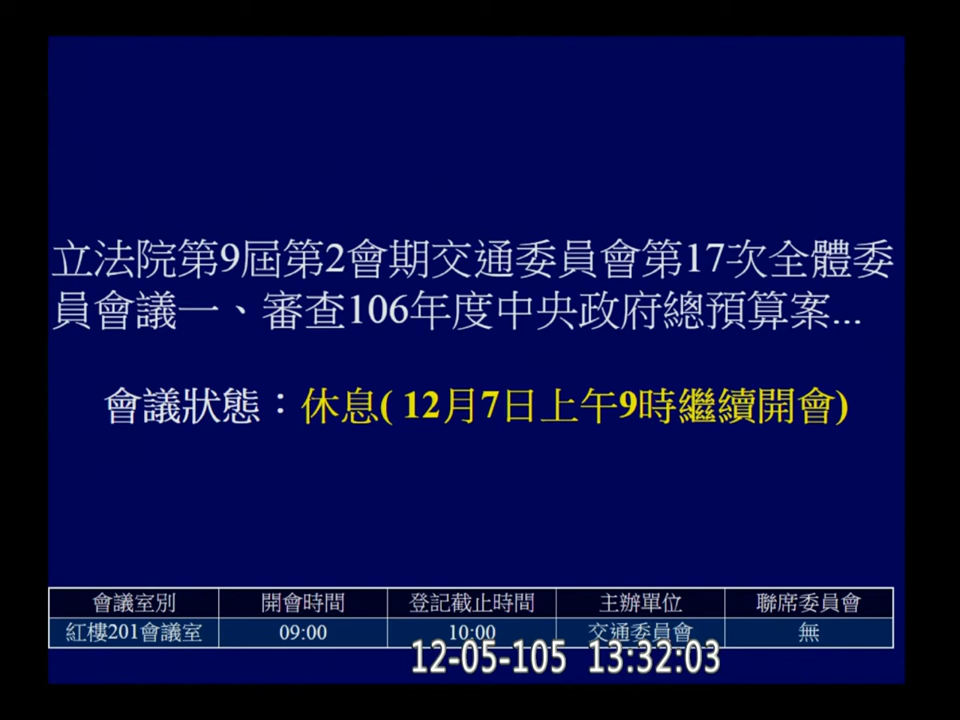 立法院第9屆第2會期交通委員會第17次全體委
員會議一、審查106年度中央政府總預算案...
會議狀態：休息( 12月7日上午9時繼續開會)
會議室別 開會時間 登記截止時間 主辦單位 聯席委員會
紅樓201會議室 09:00 10:00 交通委員會 無
12-05-105 13:32:03